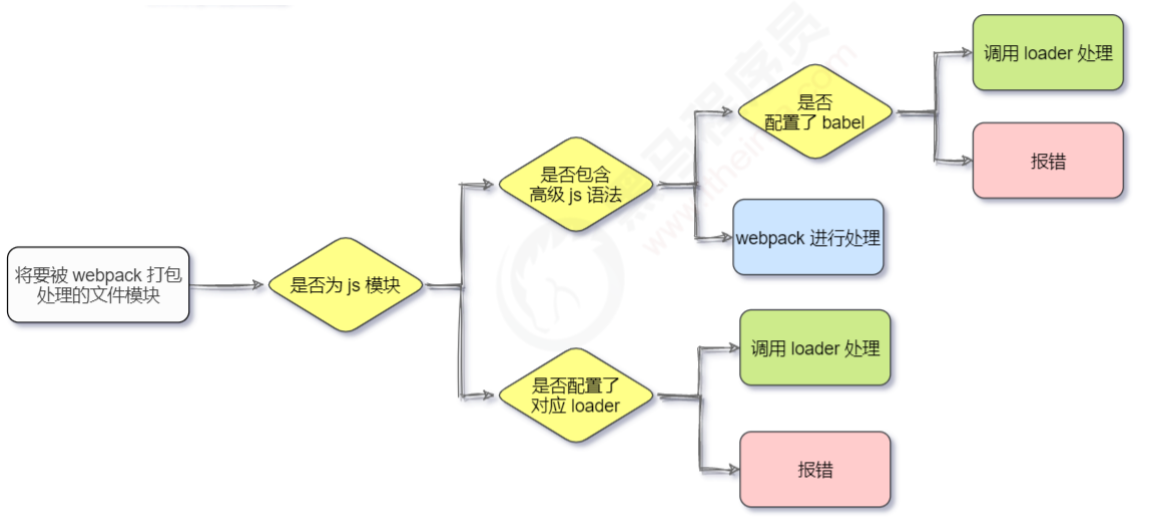 将要被 webpack 打包
处理的文件模块
是否为 js 模块
是否包含
高级 js 语法
是否
配置了 babel
调用 loader 处理
报错
webpack 进行处理
是否配置了
对应 loader
调用 loader 处理
报错
黑马程序员
www.itheima.com